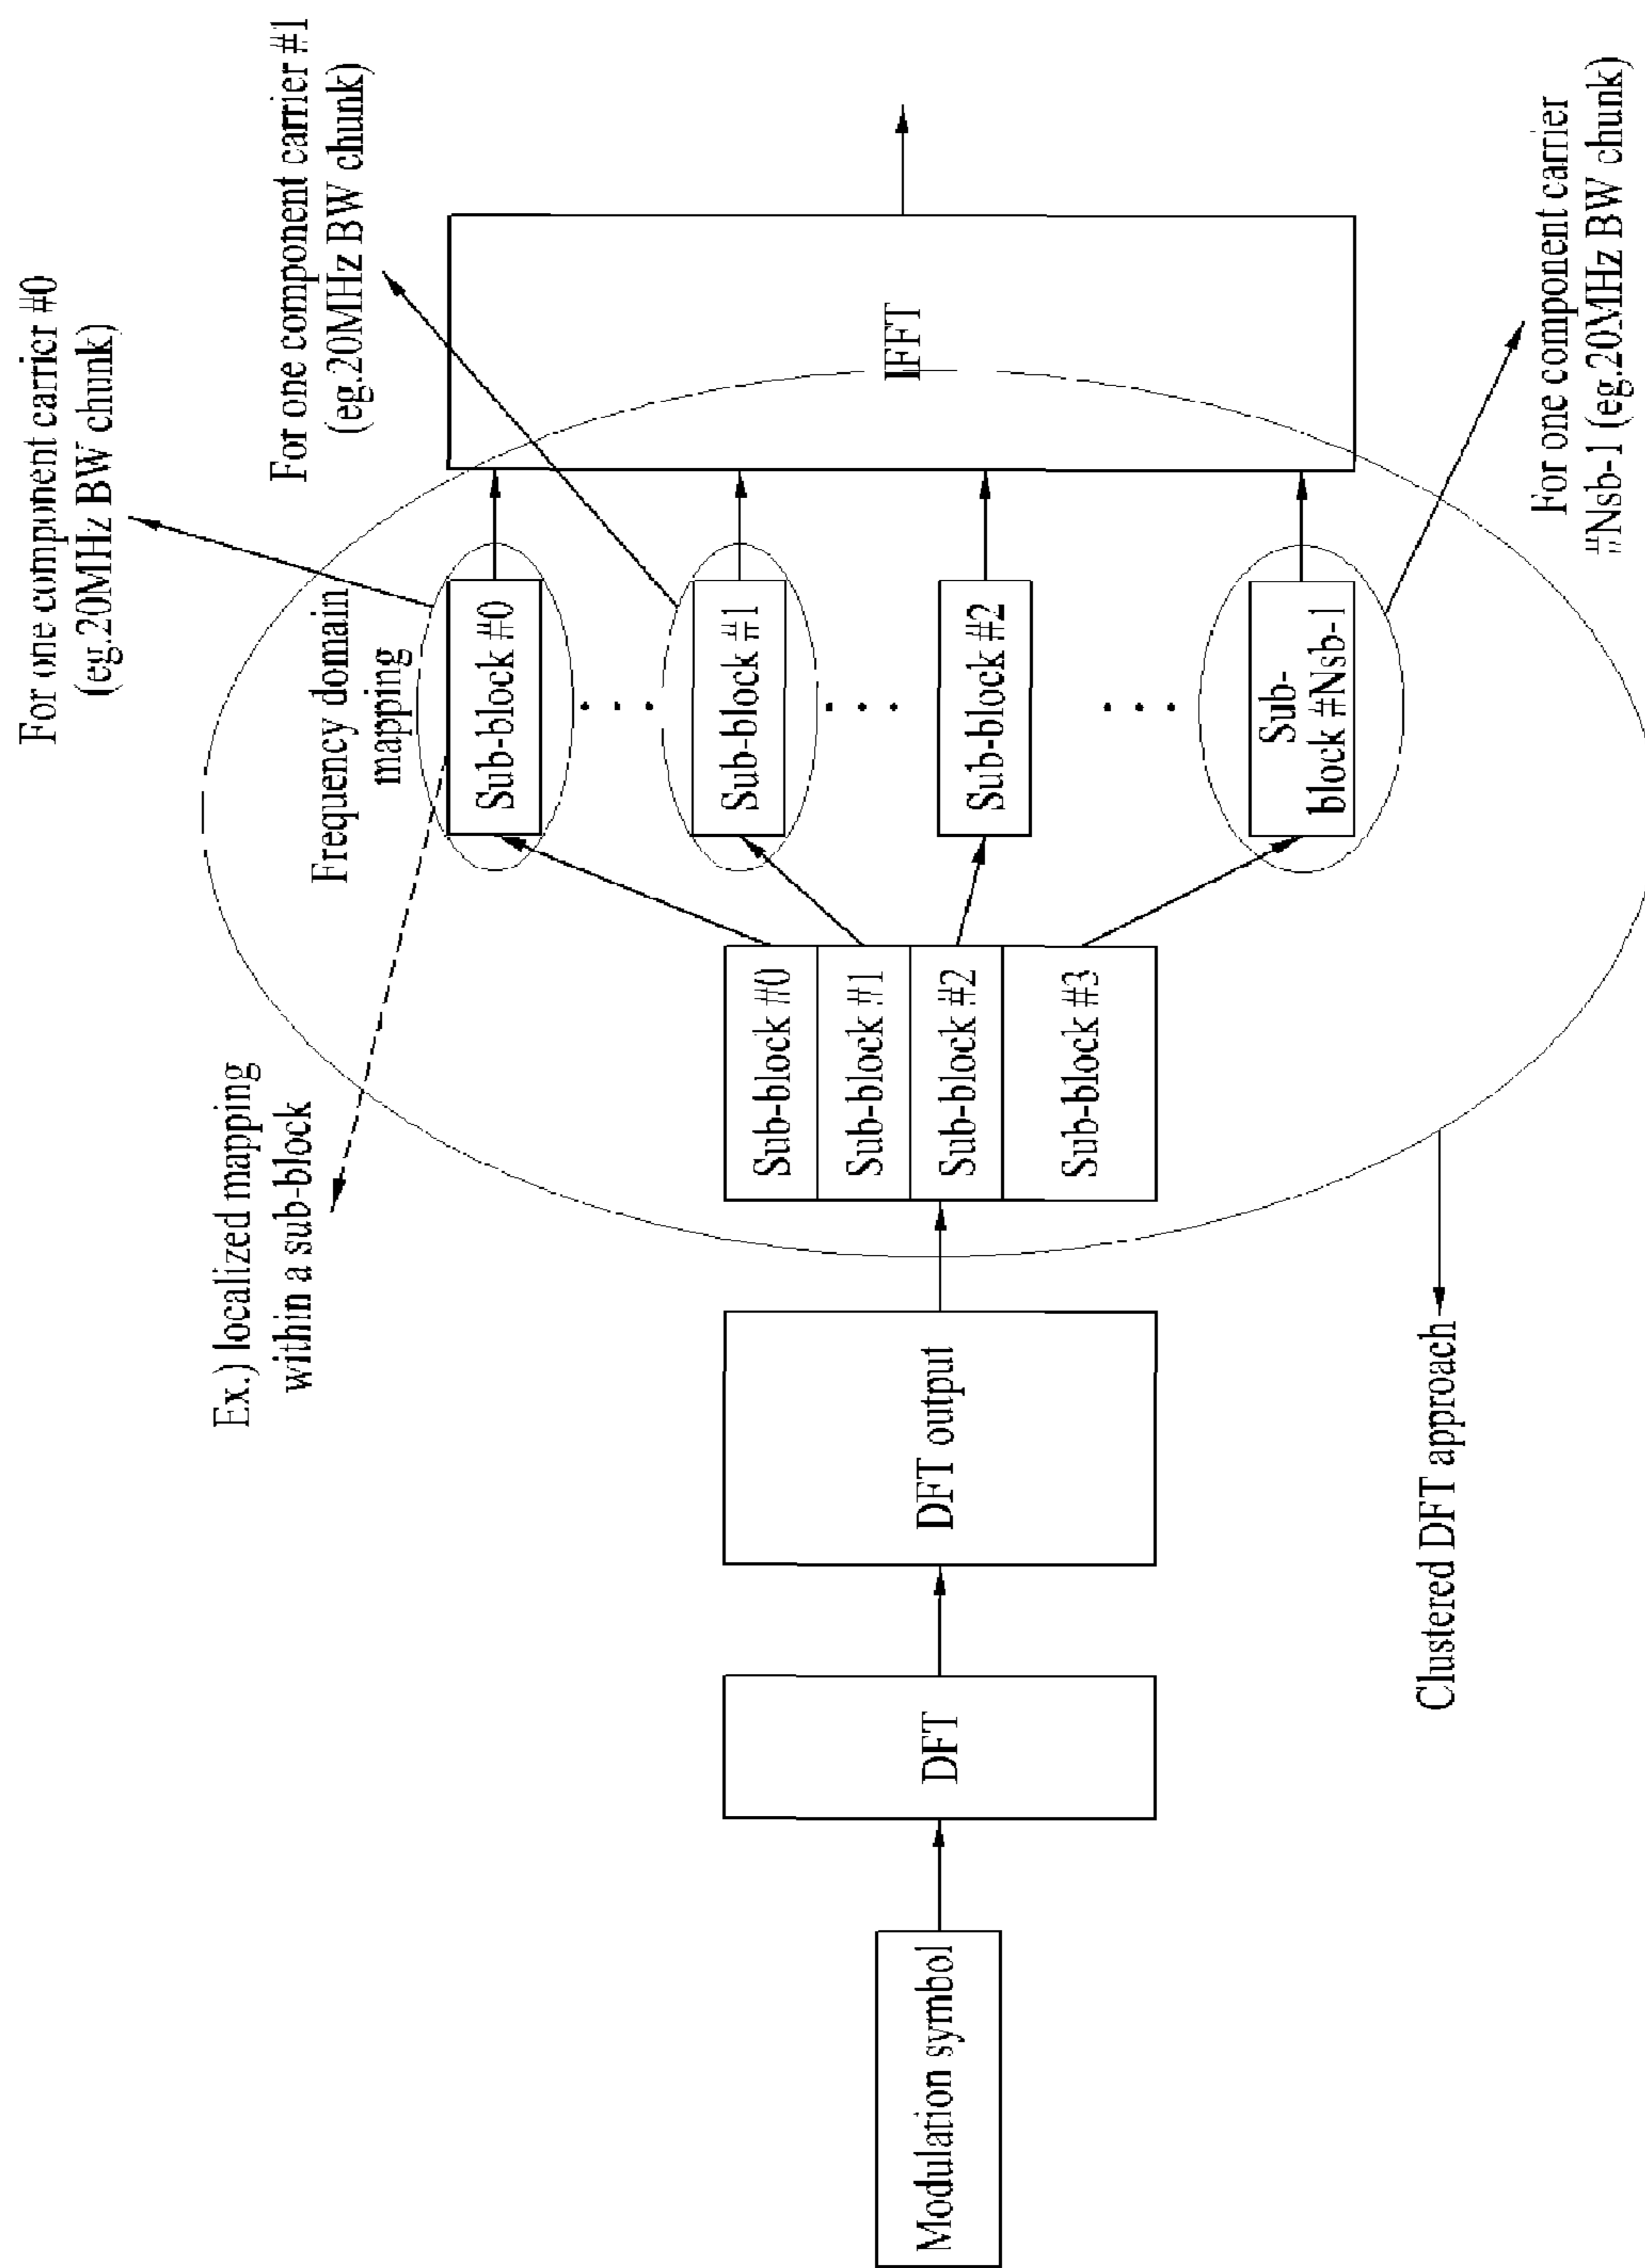 For one component carrier #0
(eg.20MHz BW chunk)
For one component carrier #1
(eg.20MHz BW chunk)
Ex.) localized mapping
within a sub-block
Frequency domain
mapping
Sub-block #0
Sub-block #1
Sub-block #2
Sub-
block #Nsb-1
Modulation symbol
DFT
DFT output
Sub-block #0
Sub-block #1
Sub-block #2
Sub-block #3
IFFT
Clustered DFT approach
For one component carrier
#Nsb-1 (eg.20MHz BW chunk)